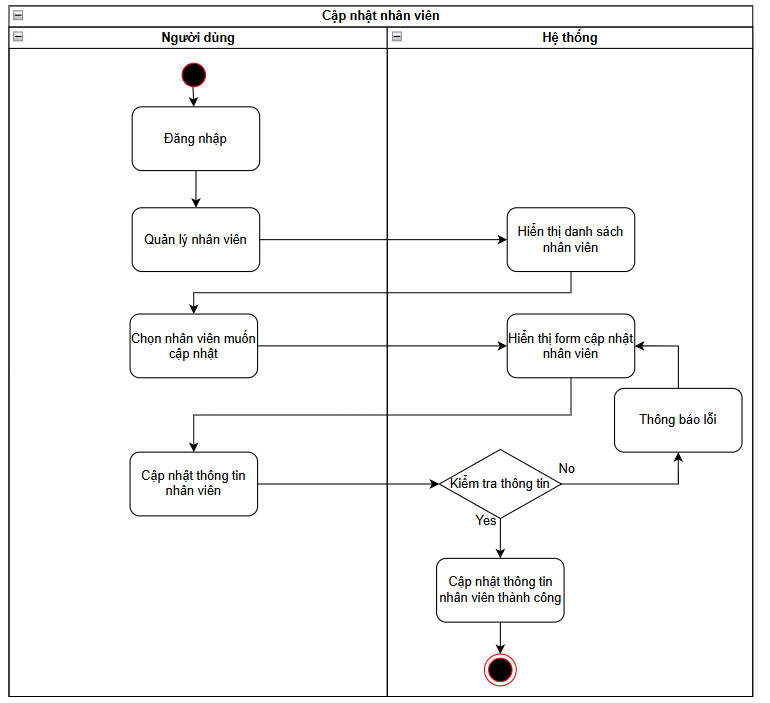 Cập nhật nhân viên
Người dùng
Hệ thống
Đăng nhập
Quản lý nhân viên
Hiển thị danh sách
nhân viên
Chọn nhân viên muốn
cập nhật
Hiển thị form cập nhật
nhân viên
Thông báo lỗi
Cập nhật thông tin
nhân viên
Kiểm tra thông tin
No
Yes
Cập nhật thông tin
nhân viên thành công